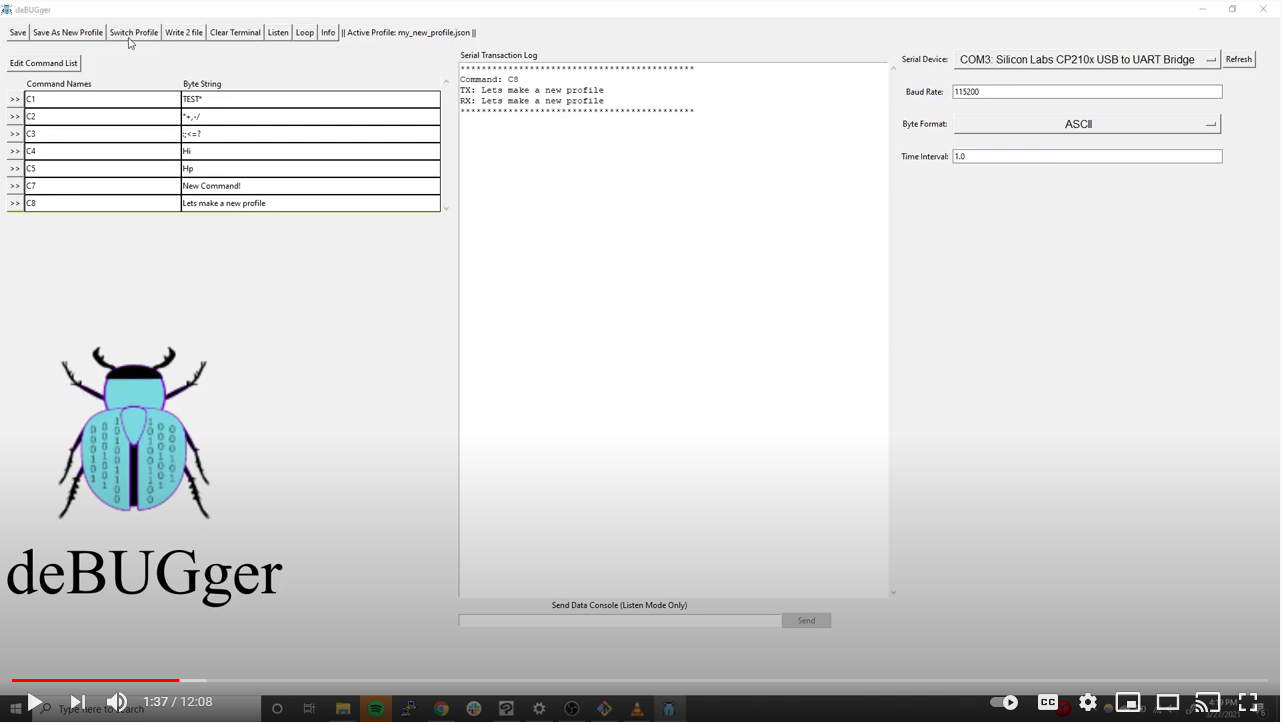 deBUGger
Save Save As New Profile Switch Profile Write 2 file Clear Terminal Listen Loop Info || Active Profile: my_new_profile.json ||
Edit Command List
Command Names Byte String
>> C1 TEST*
>> C2 *+,-/
>> C3 :;<=?
>> C4 Hi
>> C5 Hp
>> C7 New Command!
>> C8 Lets make a new profile
deBUGger
Serial Transaction Log
********************************************
Command: C8
TX: Lets make a new profile
RX: Lets make a new profile
********************************************
Send Data Console (Listen Mode Only)
Send
Serial Device: COM3: Silicon Labs CP210x USB to UART Bridge Refresh
Baud Rate: 115200
Byte Format: ASCII
Time Interval: 1.0
1:37 / 12:08
Type here to search
CC